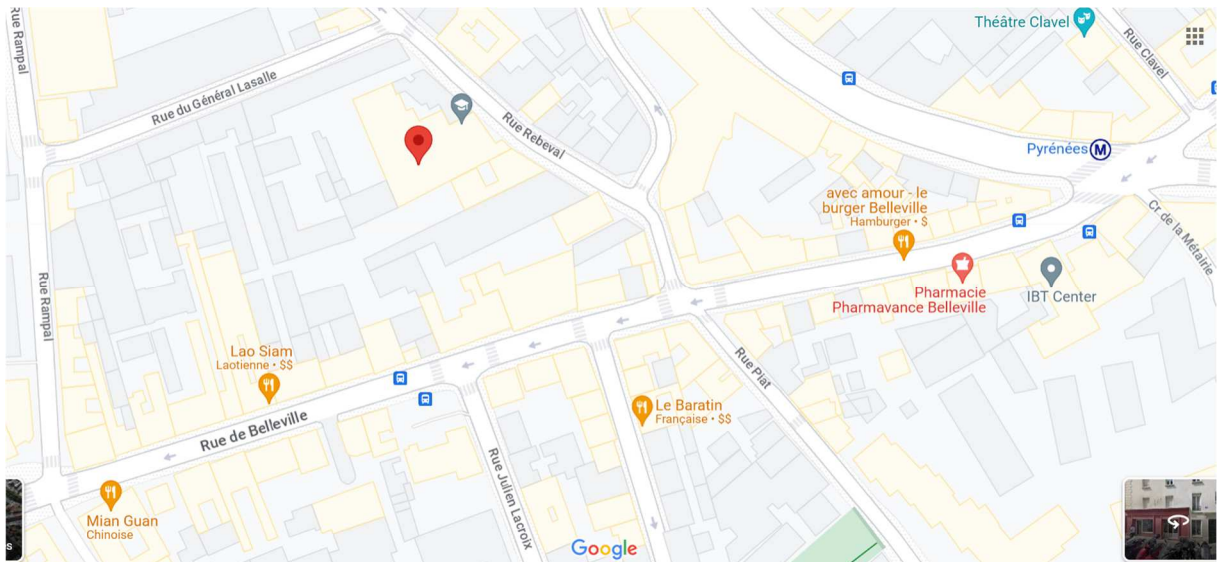 Rue Rampal
Théâtre Clavel
Rue Clavel
Rue du Général Lasalle
Rue Rebeval
Pyrénées
M
avec amour - le
burger Belleville
Hamburger • $
Cr de la Métairie
Pharmacie
Pharmavance Belleville
IBT Center
Rue Rampal
Lao Siam
Laotienne • $$
Rue Piat
Le Baratin
Française • $$
Rue de Belleville
Rue Julien Lacroix
Mian Guan
Chinoise
Google
s